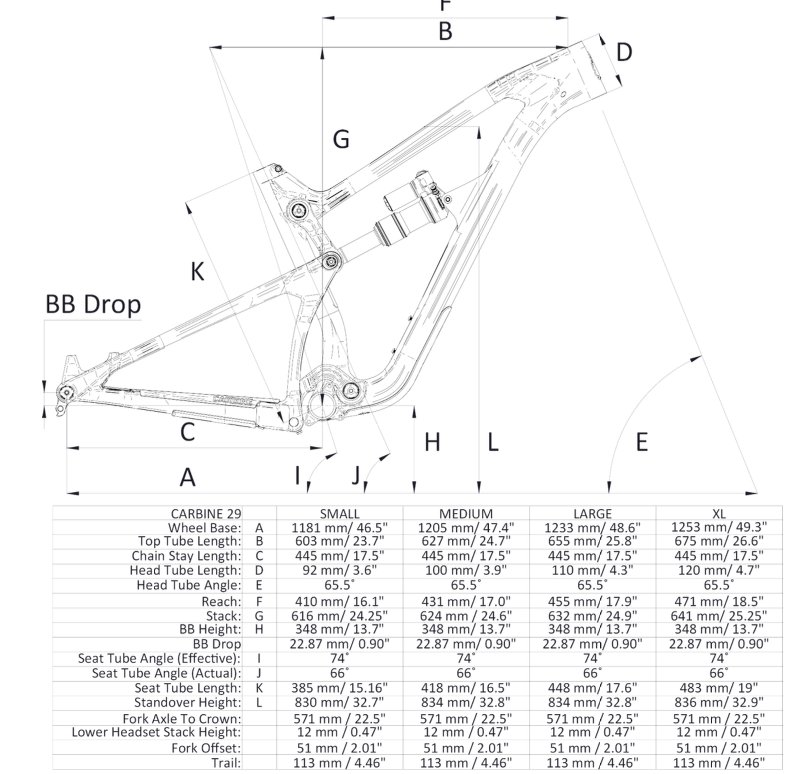 F
B
D
G
K
BB Drop
C
H
L
E
A
I
J
CARBINE 29 SMALL MEDIUM LARGE XL
Wheel Base: A 1181 mm/ 46.5" 1205 mm/ 47.4" 1233 mm/ 48.6" 1253 mm/ 49.3"
Top Tube Length: B 603 mm/ 23.7" 627 mm/ 24.7" 655 mm/ 25.8" 675 mm/ 26.6"
Chain Stay Length: C 445 mm/ 17.5" 445 mm/ 17.5" 445 mm/ 17.5" 445 mm/ 17.5"
Head Tube Length: D 92 mm/ 3.6" 100 mm/ 3.9" 110 mm/ 4.3" 120 mm/ 4.7"
Head Tube Angle: E 65.5° 65.5° 65.5° 65.5°
Reach: F 410 mm/ 16.1" 431 mm/ 17.0" 455 mm/ 17.9" 471 mm/ 18.5"
Stack: G 616 mm/ 24.25" 624 mm/ 24.6" 632 mm/ 24.9" 641 mm/ 25.25"
BB Height: H 348 mm/ 13.7" 348 mm/ 13.7" 348 mm/ 13.7" 348 mm/ 13.7"
BB Drop 22.87 mm/ 0.90" 22.87 mm/ 0.90" 22.87 mm/ 0.90" 22.87 mm/ 0.90"
Seat Tube Angle (Effective): I 74° 74° 74° 74°
Seat Tube Angle (Actual): J 66° 66° 66° 66°
Seat Tube Length: K 385 mm/ 15.16" 418 mm/ 16.5" 448 mm/ 17.6" 483 mm/ 19"
Standover Height: L 830 mm/ 32.7" 834 mm/ 32.8" 834 mm/ 32.8" 836 mm/ 32.9"
Fork Axle To Crown: 571 mm / 22.5" 571 mm / 22.5" 571 mm / 22.5" 571 mm / 22.5"
Lower Headset Stack Height: 12 mm / 0.47" 12 mm / 0.47" 12 mm / 0.47" 12 mm / 0.47"
Fork Offset: 51 mm / 2.01" 51 mm / 2.01" 51 mm / 2.01" 51 mm / 2.01"
Trail: 113 mm / 4.46" 113 mm / 4.46" 113 mm / 4.46" 113 mm / 4.46"